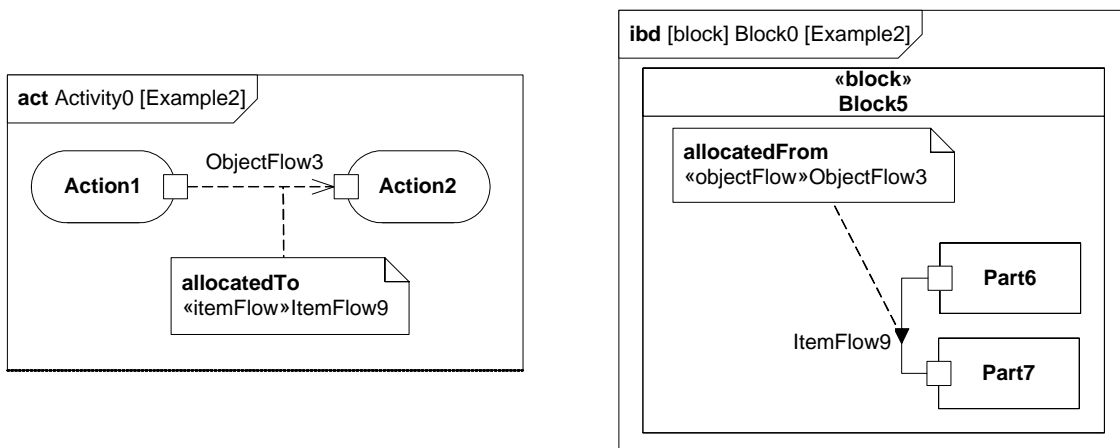 act Activity0 [Example2]
ObjectFlow3
Action1
Action2
allocatedTo
«itemFlow»ItemFlow9
ibd [block] Block0 [Example2]
«block»
Block5
allocatedFrom
«objectFlow»ObjectFlow3
Part6
ItemFlow9
Part7